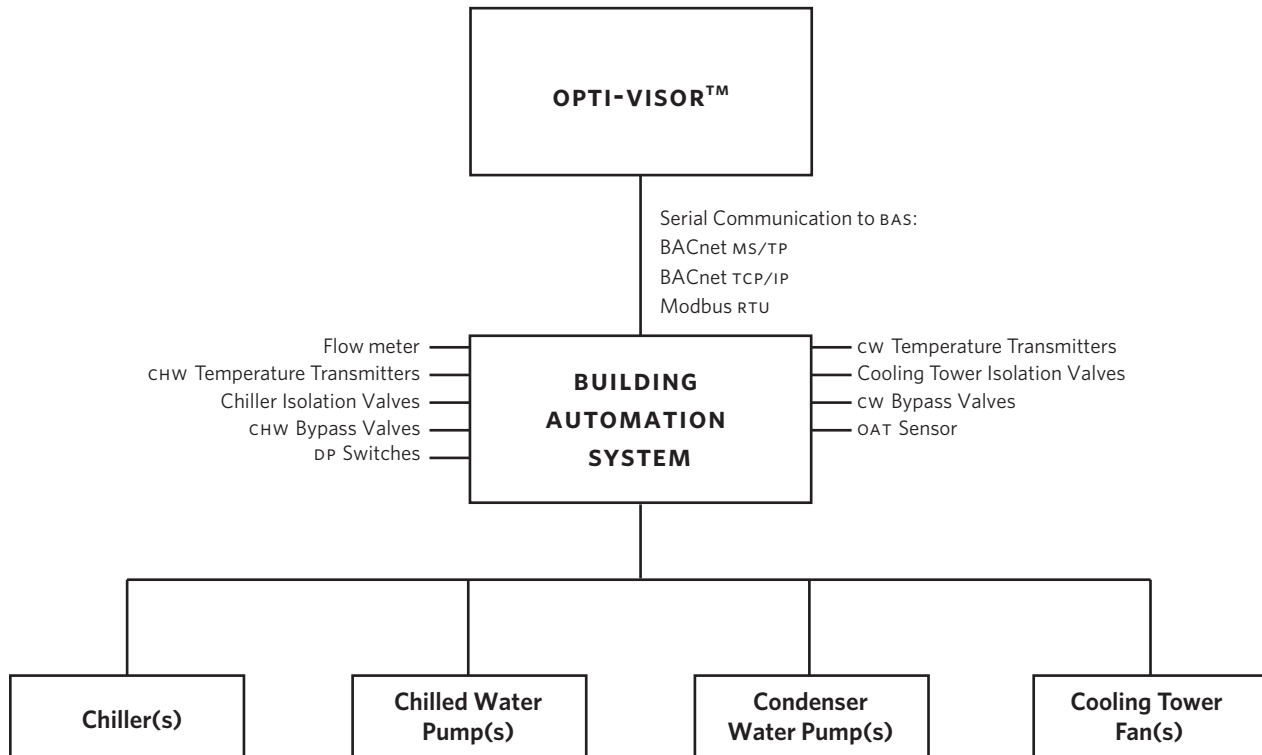 OPTI-VISOR™
Serial Communication to BAS:
BACnet MS/TP
BACnet TCP/IP
Modbus RTU
Flow meter
CHW Temperature Transmitters
Chiller Isolation Valves
CHW Bypass Valves
DP Switches
BUILDING
AUTOMATION
SYSTEM
CW Temperature Transmitters
Cooling Tower Isolation Valves
CW Bypass Valves
OAT Sensor
Chiller(s)
Chilled Water
Pump(s)
Condenser
Water Pump(s)
Cooling Tower
Fan(s)